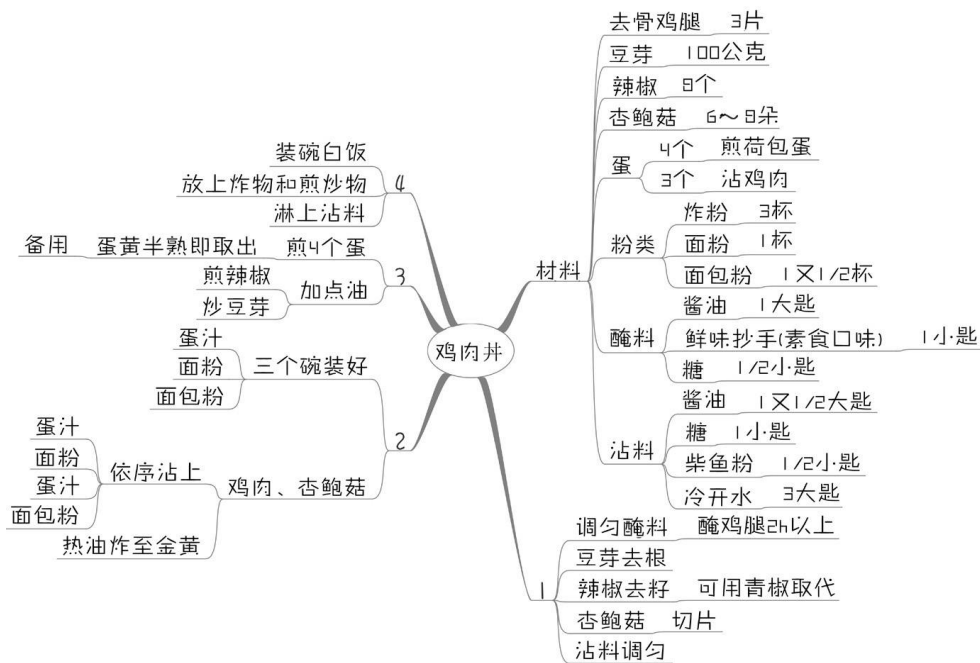 鸡肉丼
材料
去骨鸡腿 3片
豆芽 100公克
辣椒 8个
杏鲍菇 6～8朵
蛋
4个 煎荷包蛋
3个 沾鸡肉
粉类
炸粉 3杯
面粉 1杯
面包粉 1又1/2杯
醃料
酱油 1大匙
鲜味抄手(素食口味) 1小匙
糖 1/2小匙
沾料
酱油 1又1/2大匙
糖 1小匙
柴鱼粉 1/2小匙
冷开水 3大匙
1
调匀醃料 醃鸡腿2h以上
豆芽去根
辣椒去籽 可用青椒取代
杏鲍菇 切片
沾料调匀
2
三个碗装好
蛋汁
面粉
面包粉
鸡肉、杏鲍菇
依序沾上
蛋汁
面粉
蛋汁
面包粉
热油炸至金黄
3
煎4个蛋 蛋黄半熟即取出 备用
加点油
煎辣椒
炒豆芽
4
装碗白饭
放上炸物和煎炒物
淋上沾料